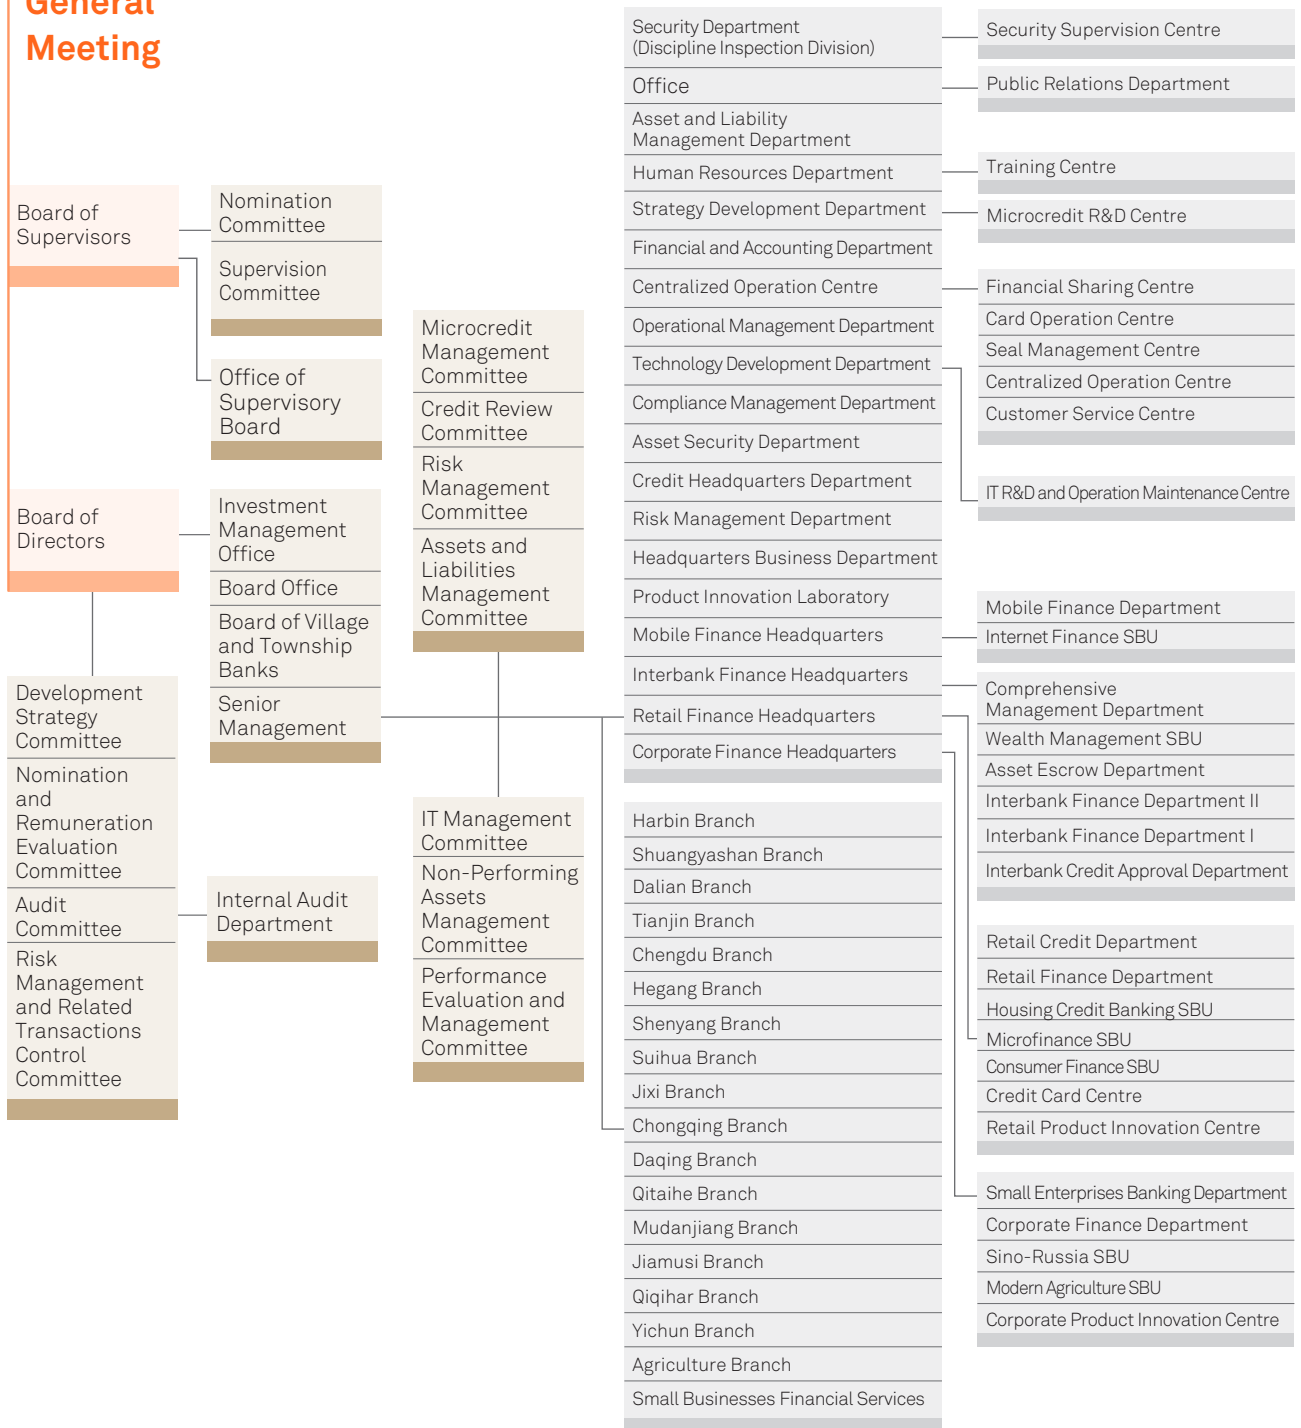 General
Meeting
Board of
Supervisors
Nomination
Committee
Supervision
Committee
Office of
Supervisory
Board
Board of
Directors
Investment
Management
Office
Board Office
Board of Village
and Township
Banks
Senior
Management
Development
Strategy
Committee
Nomination
and
Remuneration
Evaluation
Committee
Audit
Committee
Risk
Management
and Related
Transactions
Control
Committee
Internal Audit
Department
Microcredit
Management
Committee
Credit Review
Committee
Risk
Management
Committee
Assets and
Liabilities
Management
Committee
IT Management
Committee
Non-Performing
Assets
Management
Committee
Performance
Evaluation and
Management
Committee
Security Department
(Discipline Inspection Division)
Office
Asset and Liability
Management Department
Human Resources Department
Strategy Development Department
Financial and Accounting Department
Centralized Operation Centre
Operational Management Department
Technology Development Department
Compliance Management Department
Asset Security Department
Credit Headquarters Department
Risk Management Department
Headquarters Business Department
Product Innovation Laboratory
Mobile Finance Headquarters
Interbank Finance Headquarters
Retail Finance Headquarters
Corporate Finance Headquarters
Harbin Branch
Shuangyashan Branch
Dalian Branch
Tianjin Branch
Chengdu Branch
Hegang Branch
Shenyang Branch
Suihua Branch
Jixi Branch
Chongqing Branch
Daqing Branch
Qitaihe Branch
Mudanjiang Branch
Jiamusi Branch
Qiqihar Branch
Yichun Branch
Agriculture Branch
Small Businesses Financial Services
Security Supervision Centre
Public Relations Department
Training Centre
Microcredit R&D Centre
Financial Sharing Centre
Card Operation Centre
Seal Management Centre
Centralized Operation Centre
Customer Service Centre
IT R&D and Operation Maintenance Centre
Mobile Finance Department
Internet Finance SBU
Comprehensive
Management Department
Wealth Management SBU
Asset Escrow Department
Interbank Finance Department II
Interbank Finance Department I
Interbank Credit Approval Department
Retail Credit Department
Retail Finance Department
Housing Credit Banking SBU
Microfinance SBU
Consumer Finance SBU
Credit Card Centre
Retail Product Innovation Centre
Small Enterprises Banking Department
Corporate Finance Department
Sino-Russia SBU
Modern Agriculture SBU
Corporate Product Innovation Centre